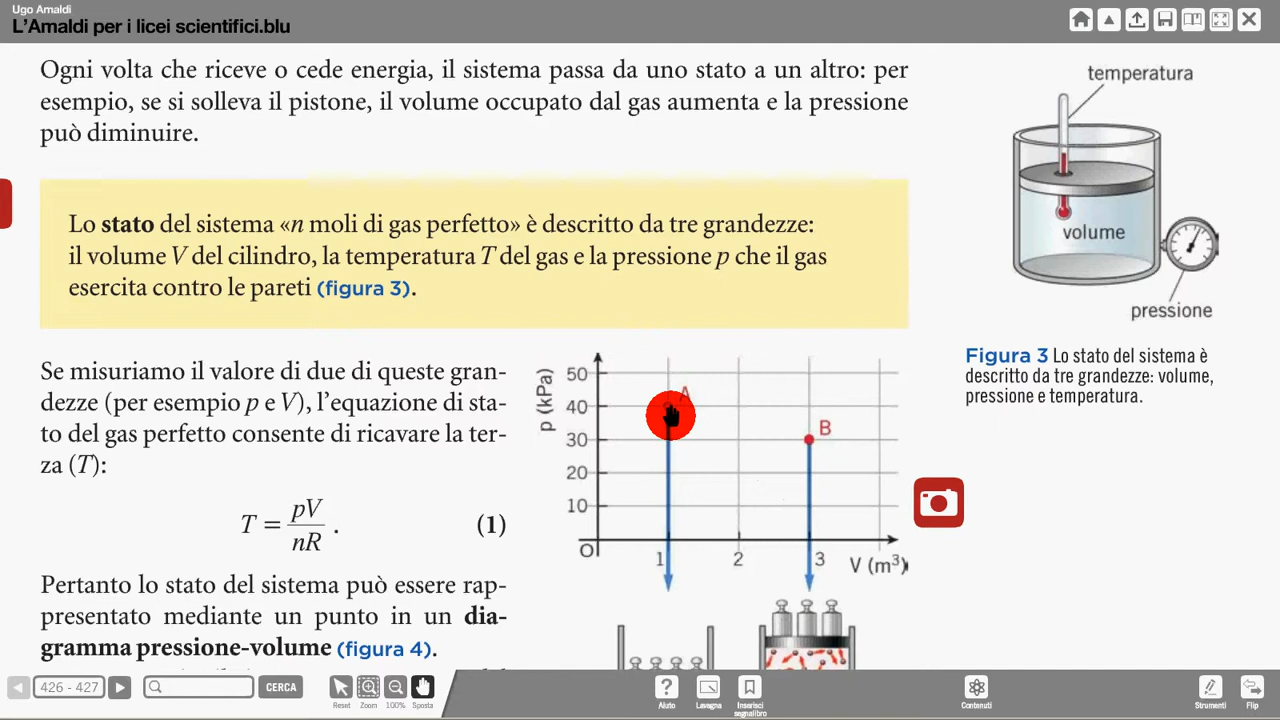 Ugo Amaldi
L'Amaldi per i licei scientifici.blu
Ogni volta che riceve o cede energia, il sistema passa da uno stato a un altro: per
esempio, se si solleva il pistone, il volume occupato dal gas aumenta e la pressione
può diminuire.
Lo stato del sistema «n moli di gas perfetto» è descritto da tre grandezze:
il volume V del cilindro, la temperatura T del gas e la pressione p che il gas
esercita contro le pareti (figura 3).
temperatura
volume
pressione
Figura 3 Lo stato del sistema è
descritto da tre grandezze: volume,
pressione e temperatura.
Se misuriamo il valore di due di queste gran-
dezze (per esempio p e V), l'equazione di sta-
to del gas perfetto consente di ricavare la ter-
za (T):
T = pV/nR . (1)
Pertanto lo stato del sistema può essere rap-
presentato mediante un punto in un dia-
gramma pressione-volume (figura 4).
p (kPa)
50
40
30
20
10
O
1
2
3
V (m³)
A
B
426 - 427
CERCA
Reset
Zoom
100%
Sposta
?
Aiuto
Lavagna
Inserisci
segnalibro
Contenuti
Strumenti
Flip